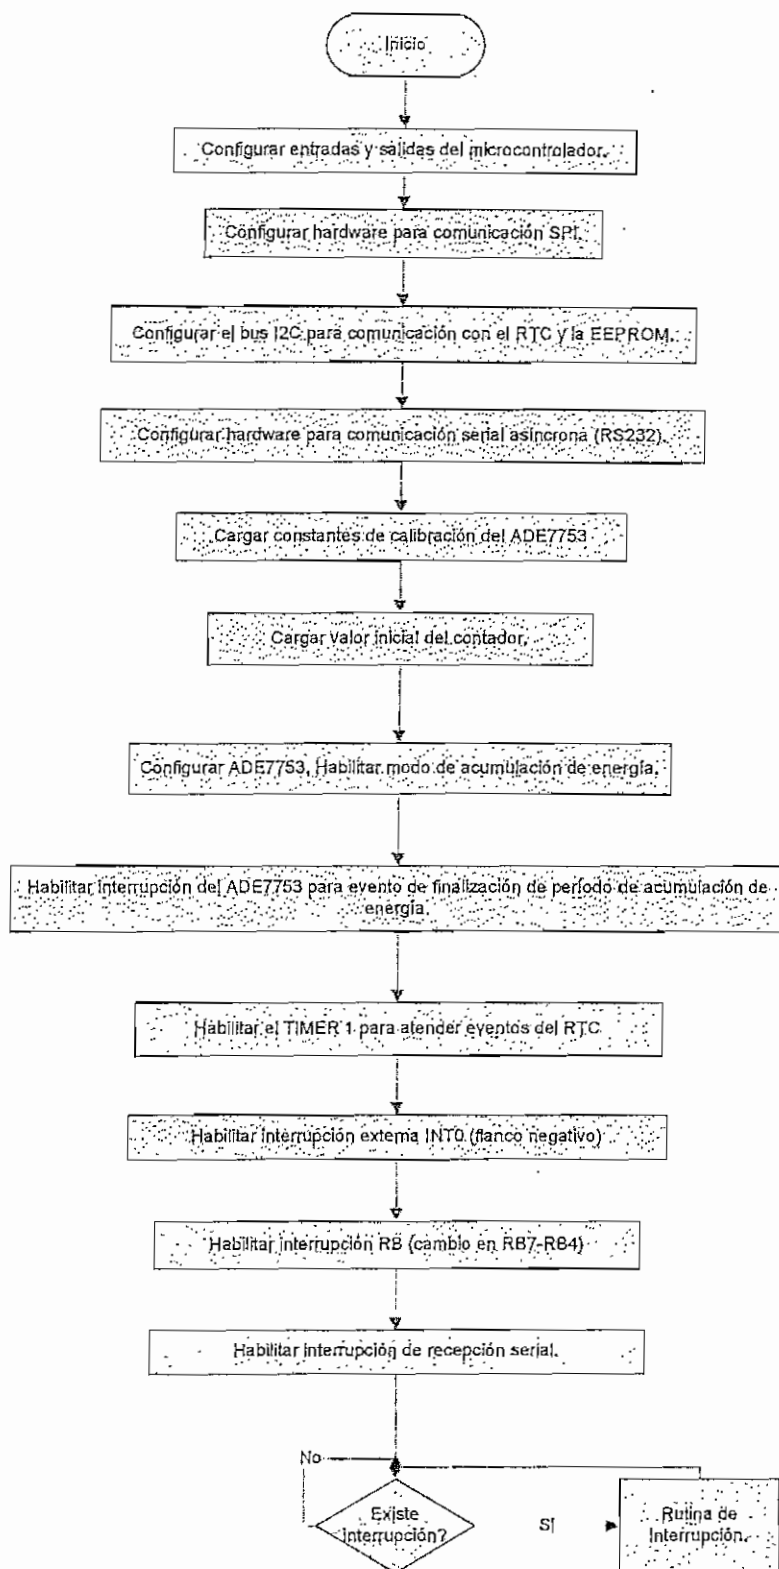 Inicio
Configurar entradas y salidas del microcontrolador.
Configurar hardware para comunicación SPI.
Configurar el bus I2C para comunicación con el RTC y la EEPROM.
Configurar hardware para comunicación serial asíncrona (RS232).
Cargar constantes de calibración del ADE7753
Cargar valor inicial del contador.
Configurar ADE7753, Habilitar modo de acumulación de energía.
Habilitar interrupción del ADE7753 para evento de finalización de período de acumulación de
energía.
Habilitar el TIMER 1 para atender eventos del RTC
Habilitar interrupción externa INT0 (flanco negativo)
Habilitar interrupción RB (cambio en RB7-RB4)
Habilitar interrupción de recepción serial.
No
Existe
interrupción?
SÍ
Rutina de
Interrupción.